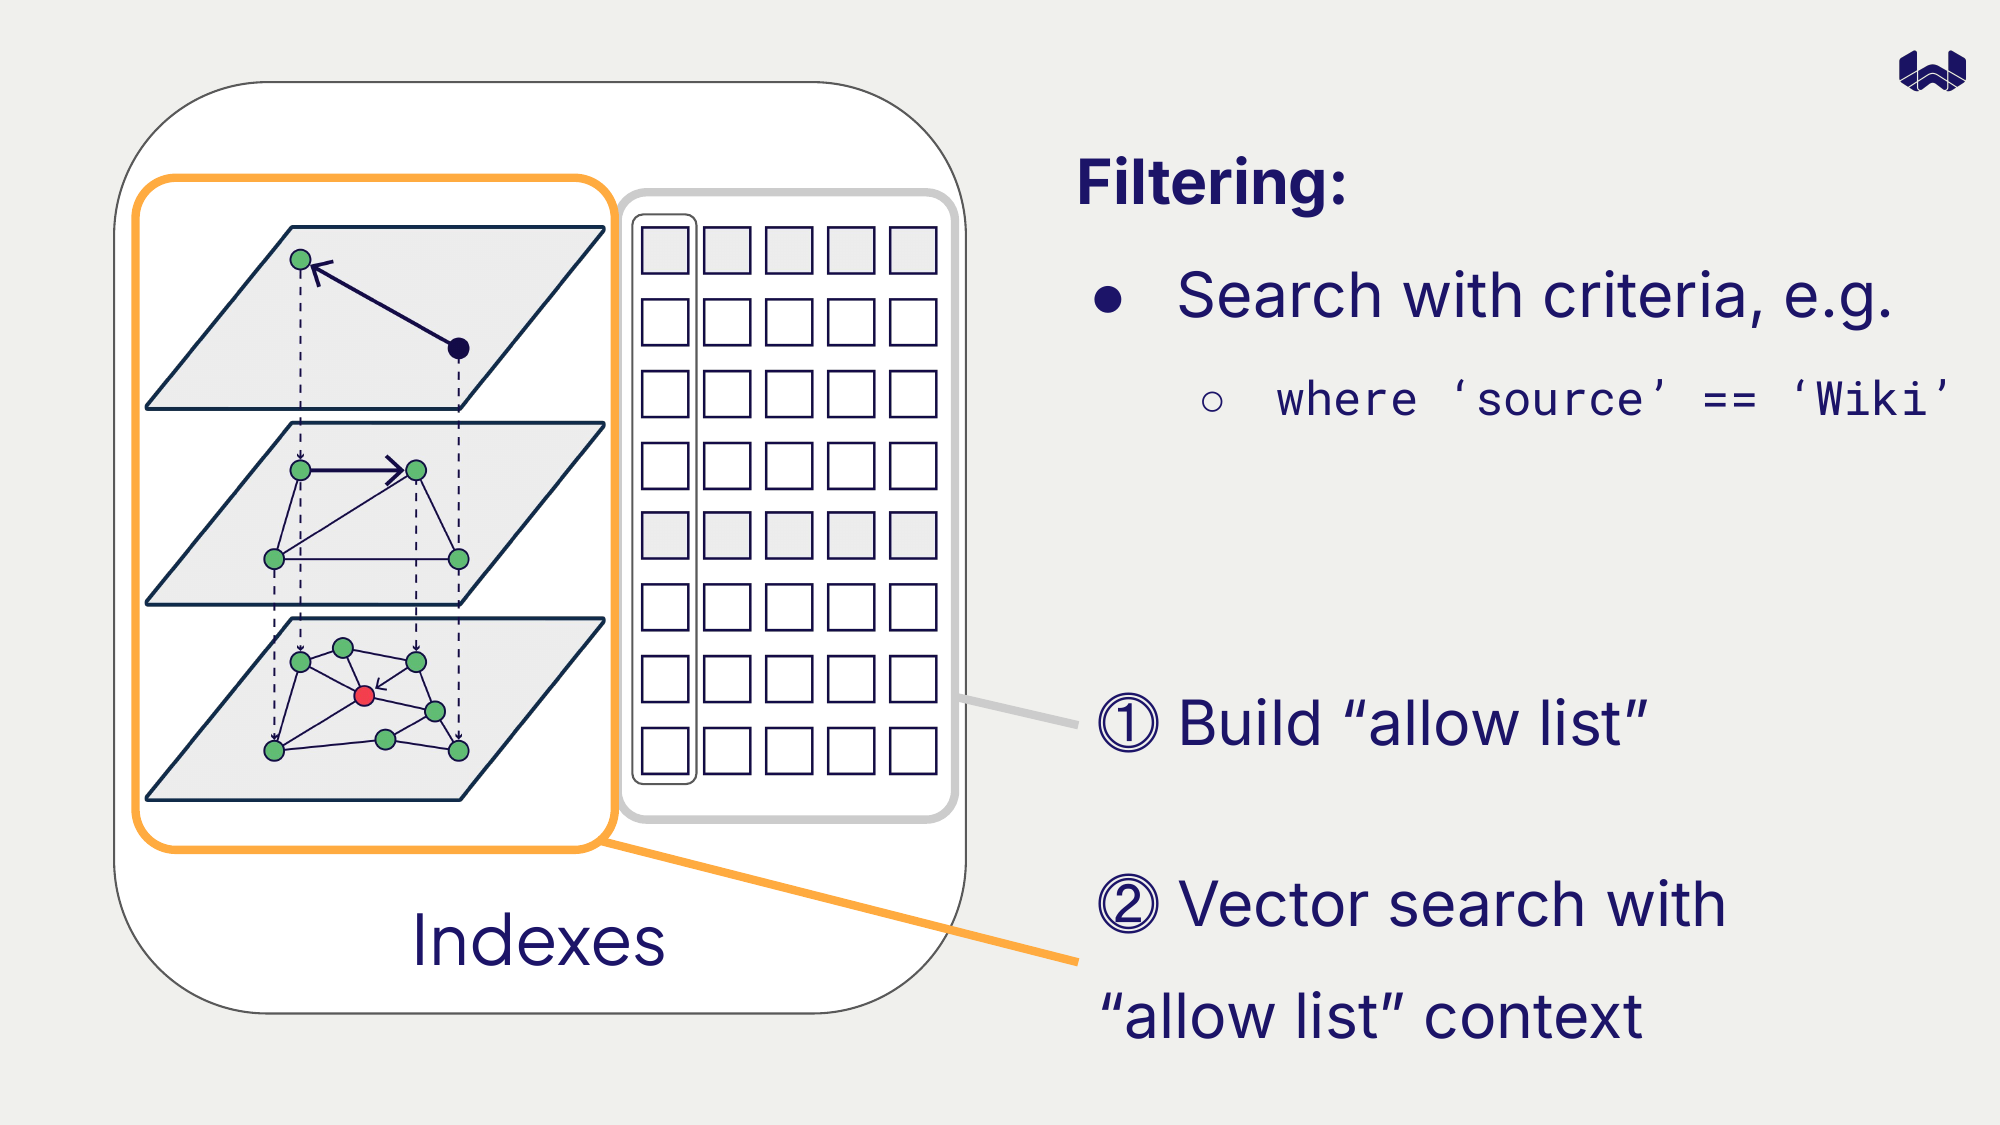 Filtering:
● Search with criteria, e.g.
○ where ‘source’ == ‘Wiki’
① Build “allow list”
② Vector search with
“allow list” context
Indexes